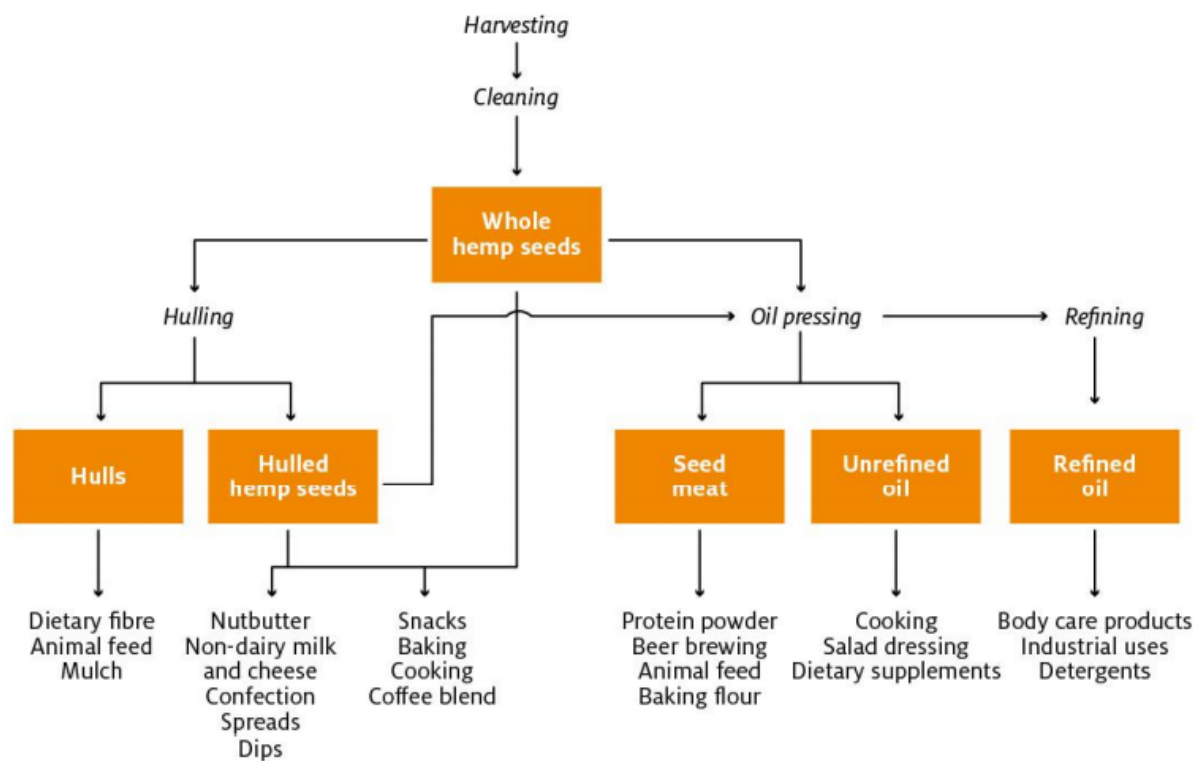 Harvesting
Cleaning
Whole
hemp seeds
Hulling
Oil pressing
Refining
Hulls
Hulled
hemp seeds
Seed
meat
Unrefined
oil
Refined
oil
Dietary fibre
Animal feed
Mulch
Nutbutter
Non-dairy milk
and cheese
Confection
Spreads
Dips
Snacks
Baking
Cooking
Coffee blend
Protein powder
Beer brewing
Animal feed
Baking flour
Cooking
Salad dressing
Dietary supplements
Body care products
Industrial uses
Detergents